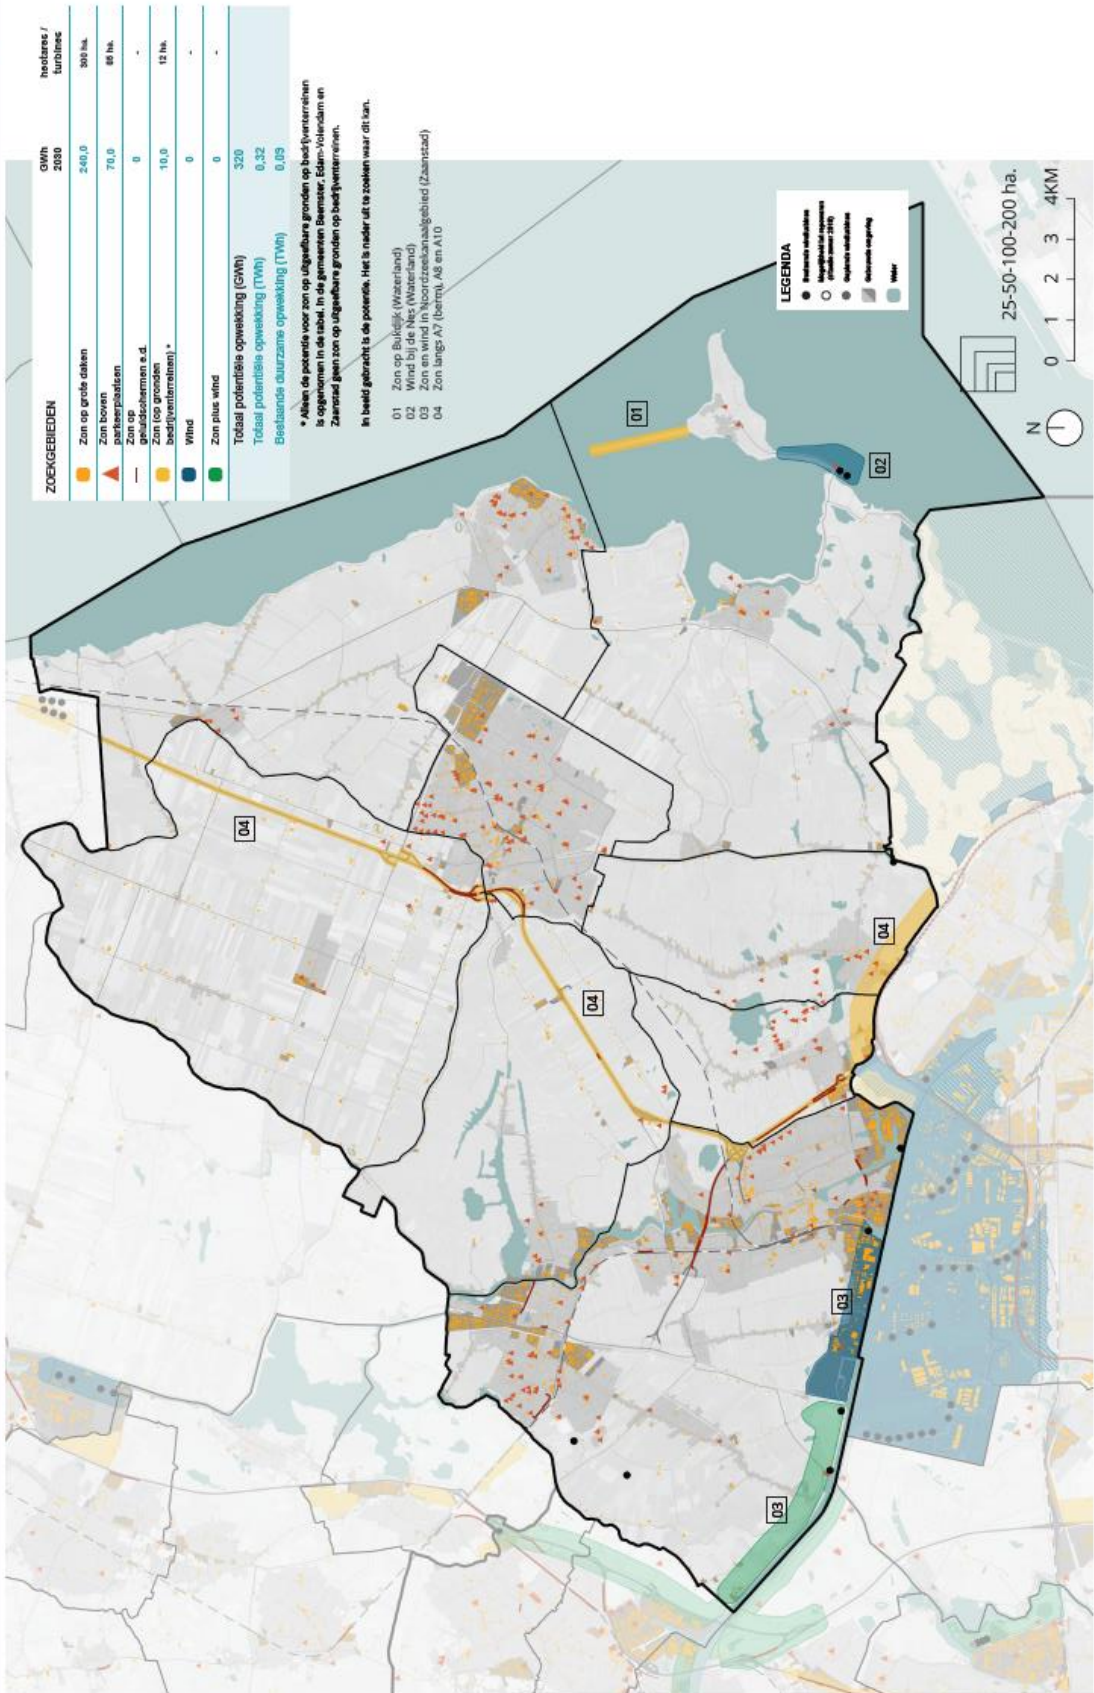 ZOEKGEBIEDEN GWh 2030 hectares / turbines
Zon op grote daken 240,0 300 ha.
Zon boven parkeerplaatsen 70,0 85 ha.
Zon op geluidschermen e.d. 0 -
Zon (op gronden bedrijventerreinen) * 10,0 12 ha.
Wind 0 -
Zon plus wind 0 -
Totaal potentiële opwekking (GWh) 320
Totaal potentiële opwekking (TWh) 0,32
Bestaande duurzame opwekking (TWh) 0,09
* Alleen de potentie voor zon op uitgeefbare gronden op bedrijventerreinen
is opgenomen in de tabel. In de gemeenten Beemster, Edam-Volendam en
Zaanstad geen zon op uitgeefbare gronden op bedrijventerreinen.
In beeld gebracht is de potentie. Het is nader uit te zoeken waar dit kan.
01 Zon op Bukdijk (Waterland)
02 Wind bij de Nes (Waterland)
03 Zon en wind in Noordzeekanaalgebied (Zaanstad)
04 Zon langs A7 (berm), A8 en A10
01
02
04
04
04
03
03
LEGENDA
Bestaande windturbines
Geplande windturbines
Gebouwde omgeving
Water
25-50-100-200 ha.
N
0 1 2 3 4KM